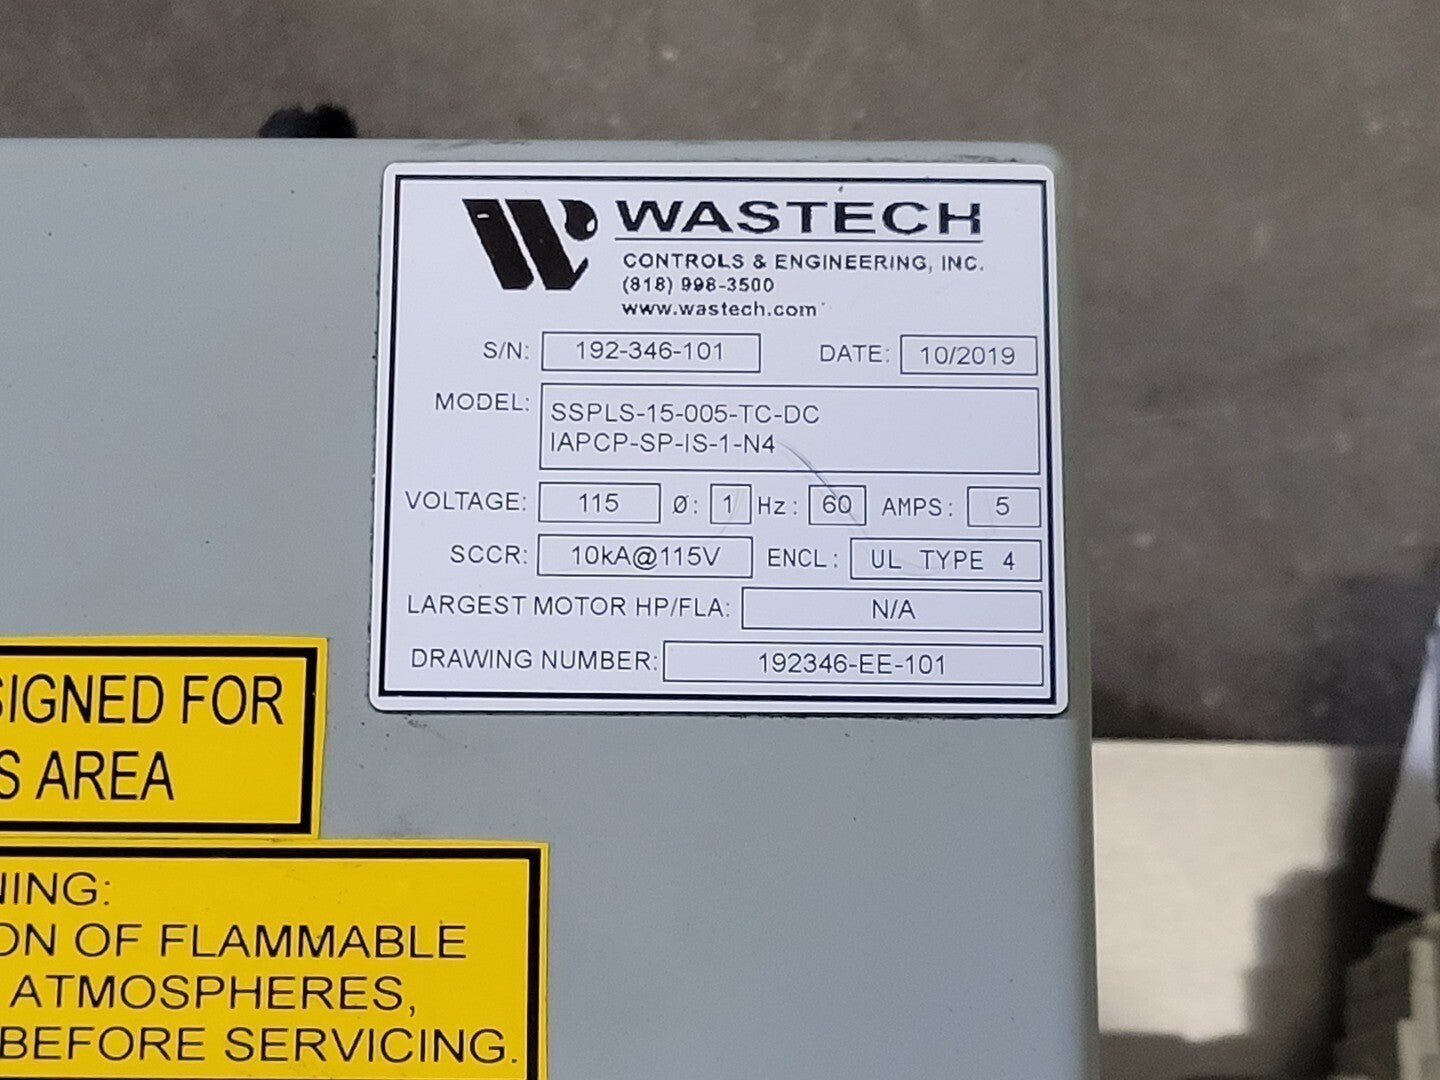 WASTECH
CONTROLS & ENGINEERING, INC.
(818) 998-3500
www.wastech.com
S/N: 192-346-101 DATE: 10/2019
MODEL: SSPLS-15-005-TC-DC
IAPCP-SP-IS-1-N4
VOLTAGE: 115 Ø: 1 Hz: 60 AMPS: 5
SCCR: 10kA@115V ENCL: UL TYPE 4
LARGEST MOTOR HP/FLA: N/A
DRAWING NUMBER: 192346-EE-101
SIGNED FOR
S AREA
NING:
ON OF FLAMMABLE
ATMOSPHERES,
BEFORE SERVICING.